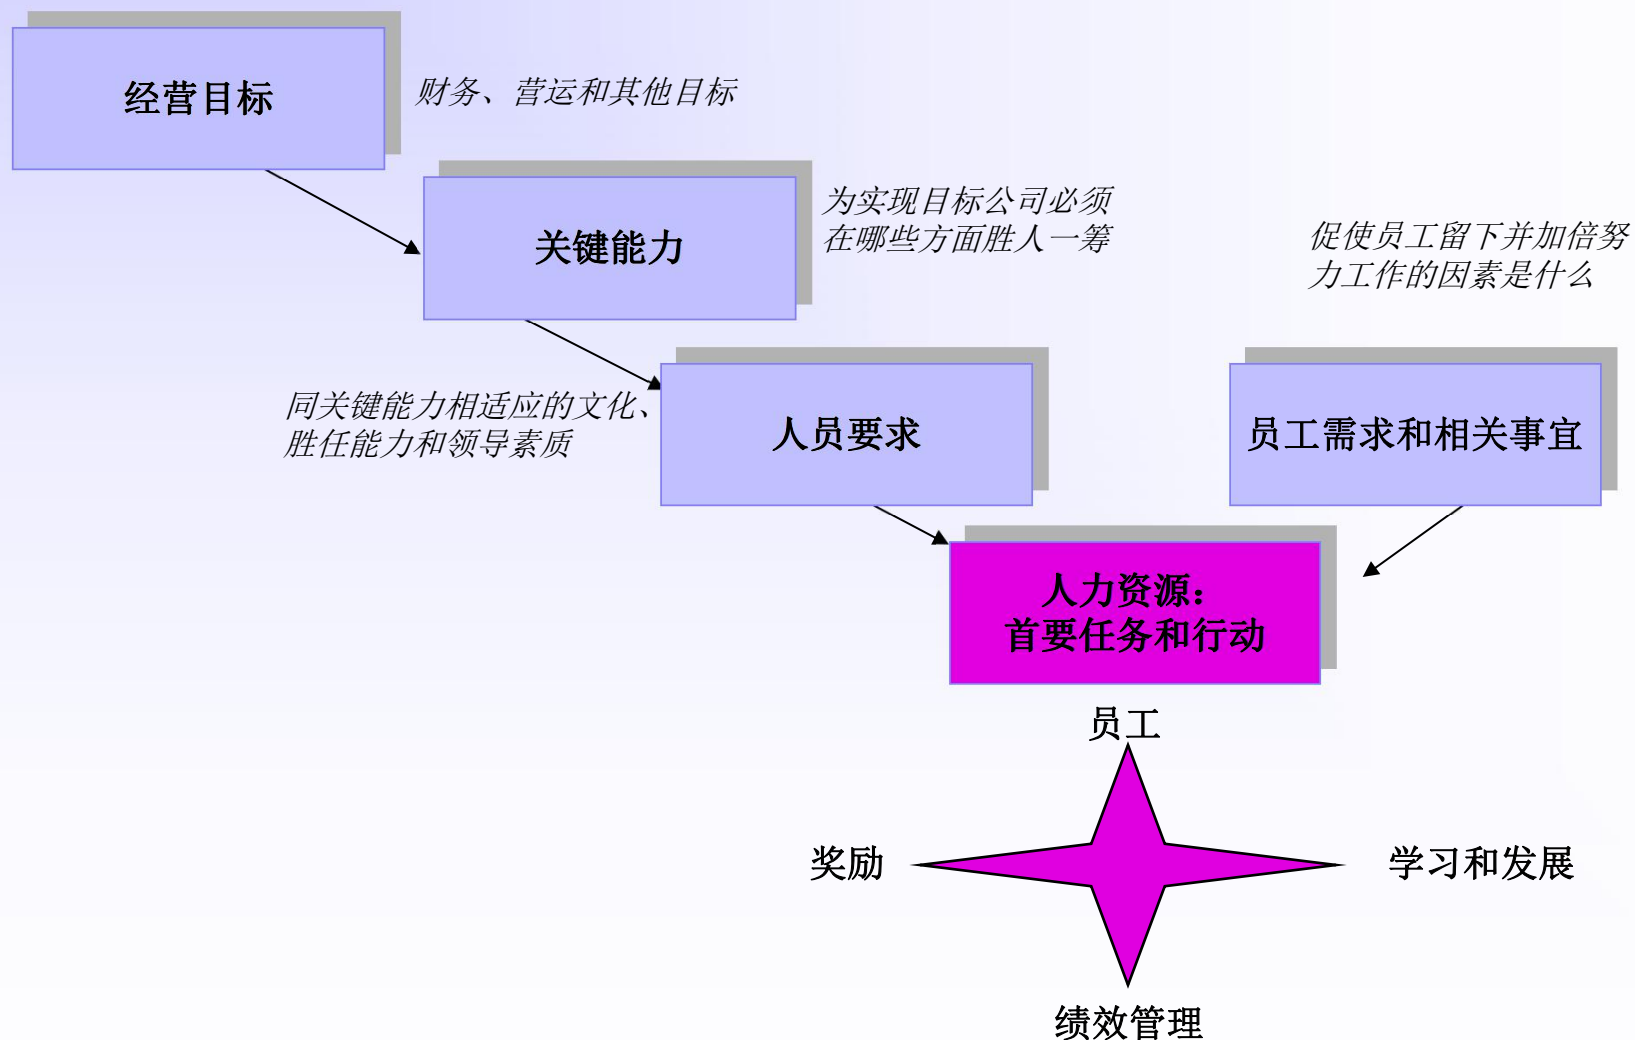 经营目标
财务、营运和其他目标
关键能力
为实现目标公司必须
在哪些方面胜人一筹
促使员工留下并加倍努
力工作的因素是什么
同关键能力相适应的文化、
胜任能力和领导素质
人员要求
员工需求和相关事宜
人力资源：
首要任务和行动
员工
奖励
学习和发展
绩效管理